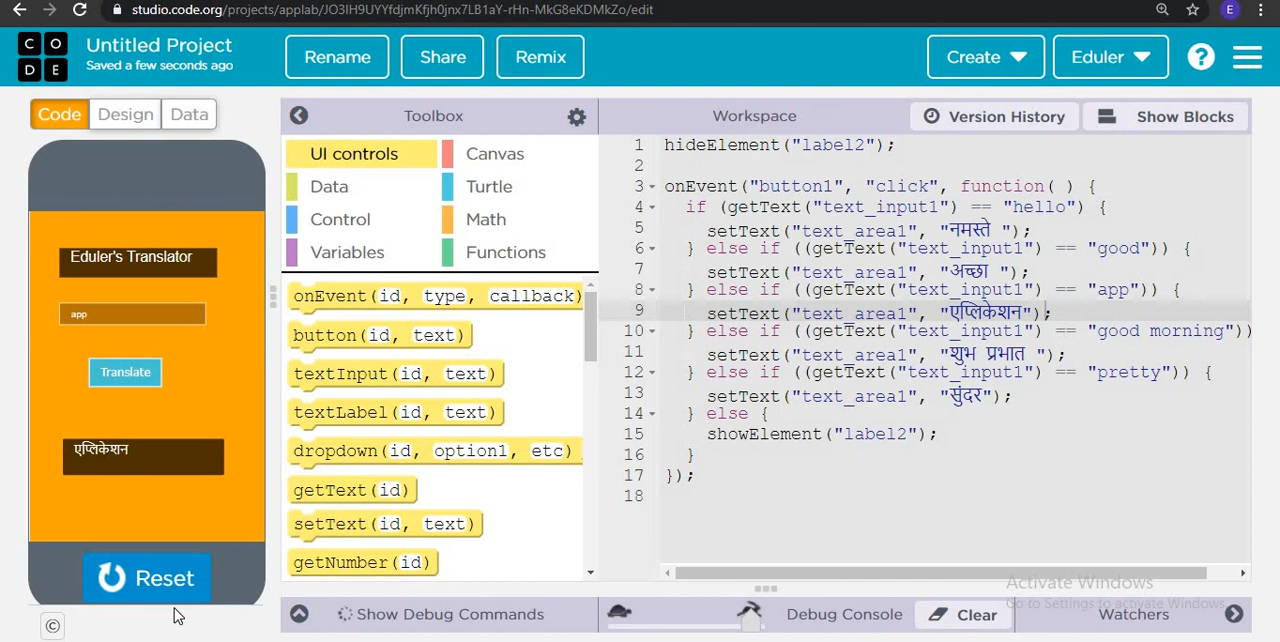 studio.code.org/projects/applab/JO3IH9UYYfdjmKfjh0jnx7LB1aY-rHn-MkG8eKDMkZo/edit
E
C O
D E
Untitled Project
Saved a few seconds ago
Rename
Share
Remix
Create
Eduler
?
Code
Design
Data
Toolbox
Workspace
Version History
Show Blocks
Eduler's Translator
app
Translate
एप्लिकेशन
Reset
©
UI controls
Canvas
Data
Turtle
Control
Math
Variables
Functions
onEvent(id, type, callback)
button(id, text)
textInput(id, text)
textLabel(id, text)
dropdown(id, option1, etc)
getText(id)
setText(id, text)
getNumber(id)
1 hideElement("label2");
2
3 onEvent("button1", "click", function( ) {
4 if (getText("text_input1") == "hello") {
5 setText("text_area1", "नमस्ते ");
6 } else if ((getText("text_input1") == "good")) {
7 setText("text_area1", "अच्छा ");
8 } else if ((getText("text_input1") == "app")) {
9 setText("text_area1", "एप्लिकेशन");
10 } else if ((getText("text_input1") == "good morning"))
11 setText("text_area1", "शुभ प्रभात ");
12 } else if ((getText("text_input1") == "pretty")) {
13 setText("text_area1", "सुंदर");
14 } else {
15 showElement("label2");
16 }
17 });
18
Activate Windows
Go to Settings to activate Windows.
Show Debug Commands
Debug Console
Clear
Watchers